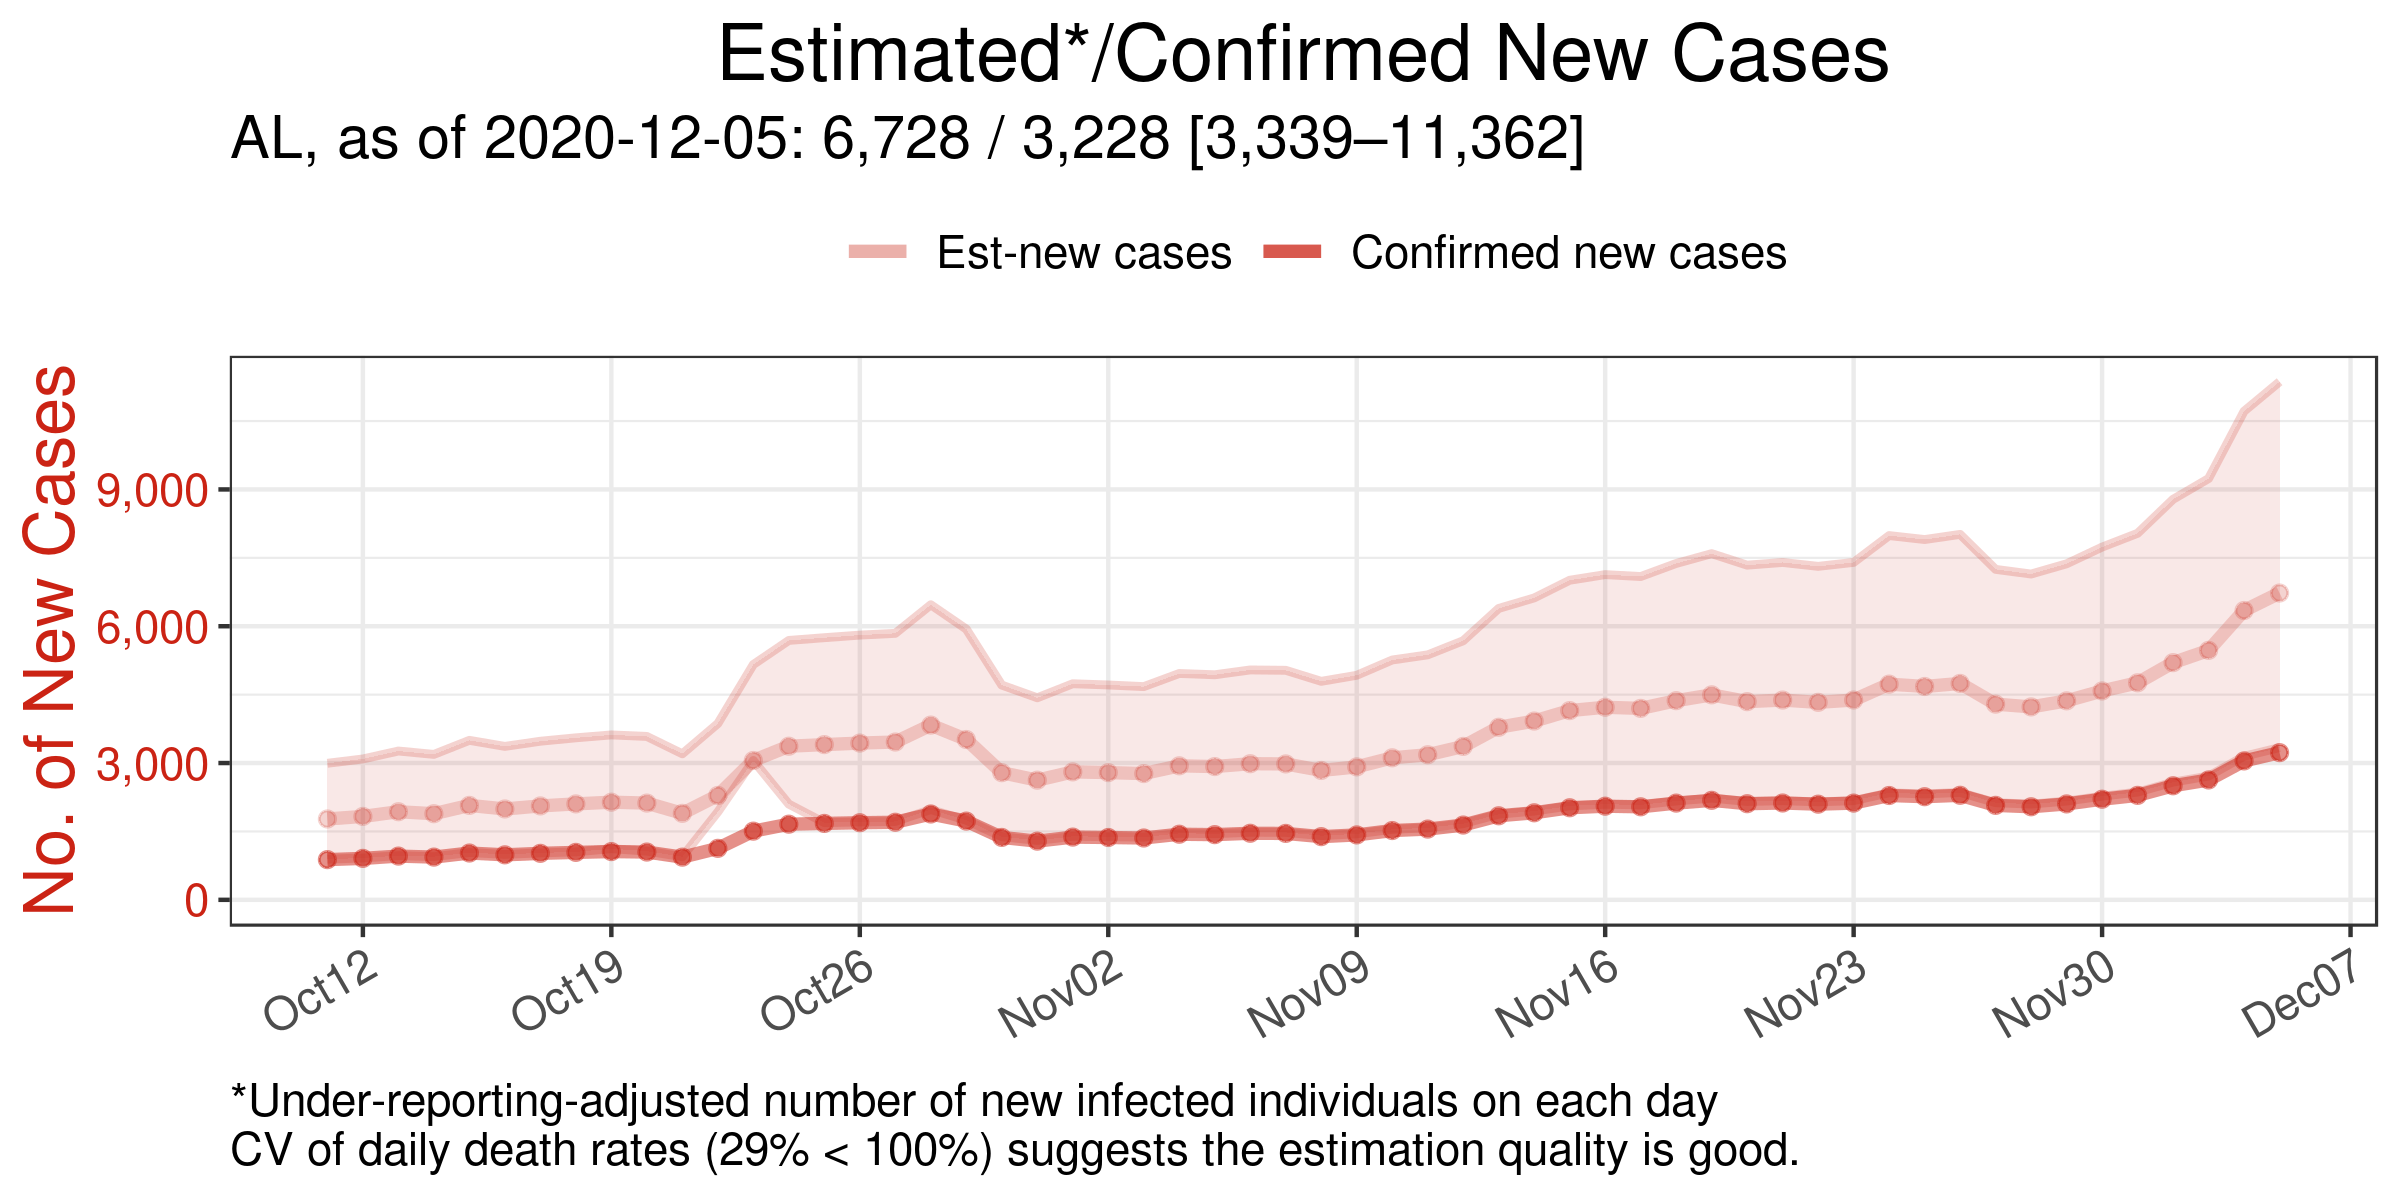 Estimated*/Confirmed New Cases
AL, as of 2020-12-05: 6,728 / 3,228 [3,339–11,362]
Est-new cases
Confirmed new cases
No. of New Cases
9,000
6,000
3,000
0
Oct12
Oct19
Oct26
Nov02
Nov09
Nov16
Nov23
Nov30
Dec07
*Under-reporting-adjusted number of new infected individuals on each day
CV of daily death rates (29% < 100%) suggests the estimation quality is good.